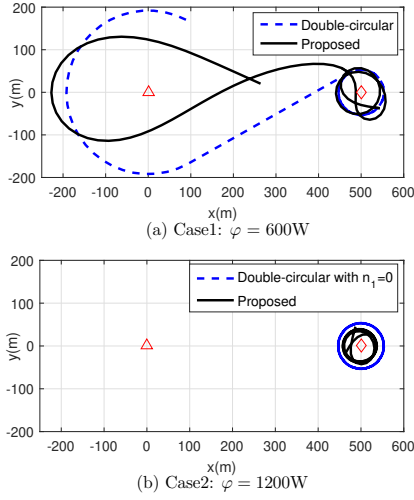 200
100
0
-100
-200
y(m)
Double-circular
Proposed
-200 -100 0 100 200 300 400 500 600
x(m)
(a) Case1: φ = 600W
200
100
0
-100
-200
y(m)
Double-circular with n1=0
Proposed
-200 -100 0 100 200 300 400 500 600
x(m)
(b) Case2: φ = 1200W